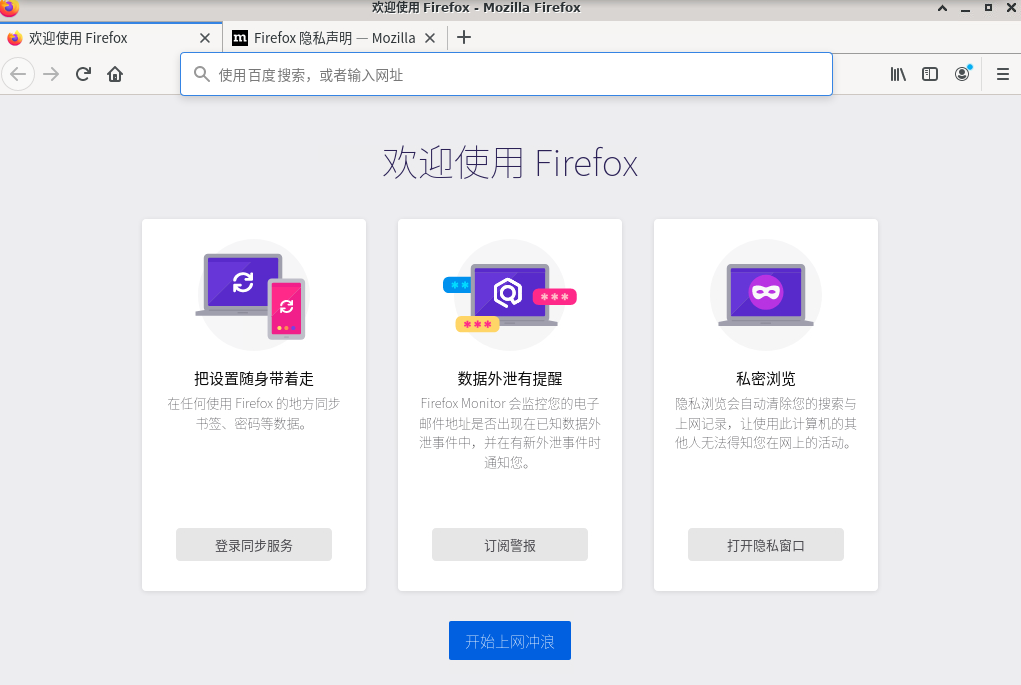 欢迎使用 Firefox - Mozilla Firefox
欢迎使用 Firefox
Firefox 隐私声明 — Mozilla
使用百度搜索，或者输入网址
欢迎使用 Firefox
把设置随身带着走
在任何使用 Firefox 的地方同步
书签、密码等数据。
登录同步服务
数据外泄有提醒
Firefox Monitor 会监控您的电子
邮件地址是否出现在已知数据外
泄事件中，并在有新外泄事件时
通知您。
订阅警报
私密浏览
隐私浏览会自动清除您的搜索与
上网记录，让使用此计算机的其
他人无法得知您在网上的活动。
打开隐私窗口
开始上网冲浪